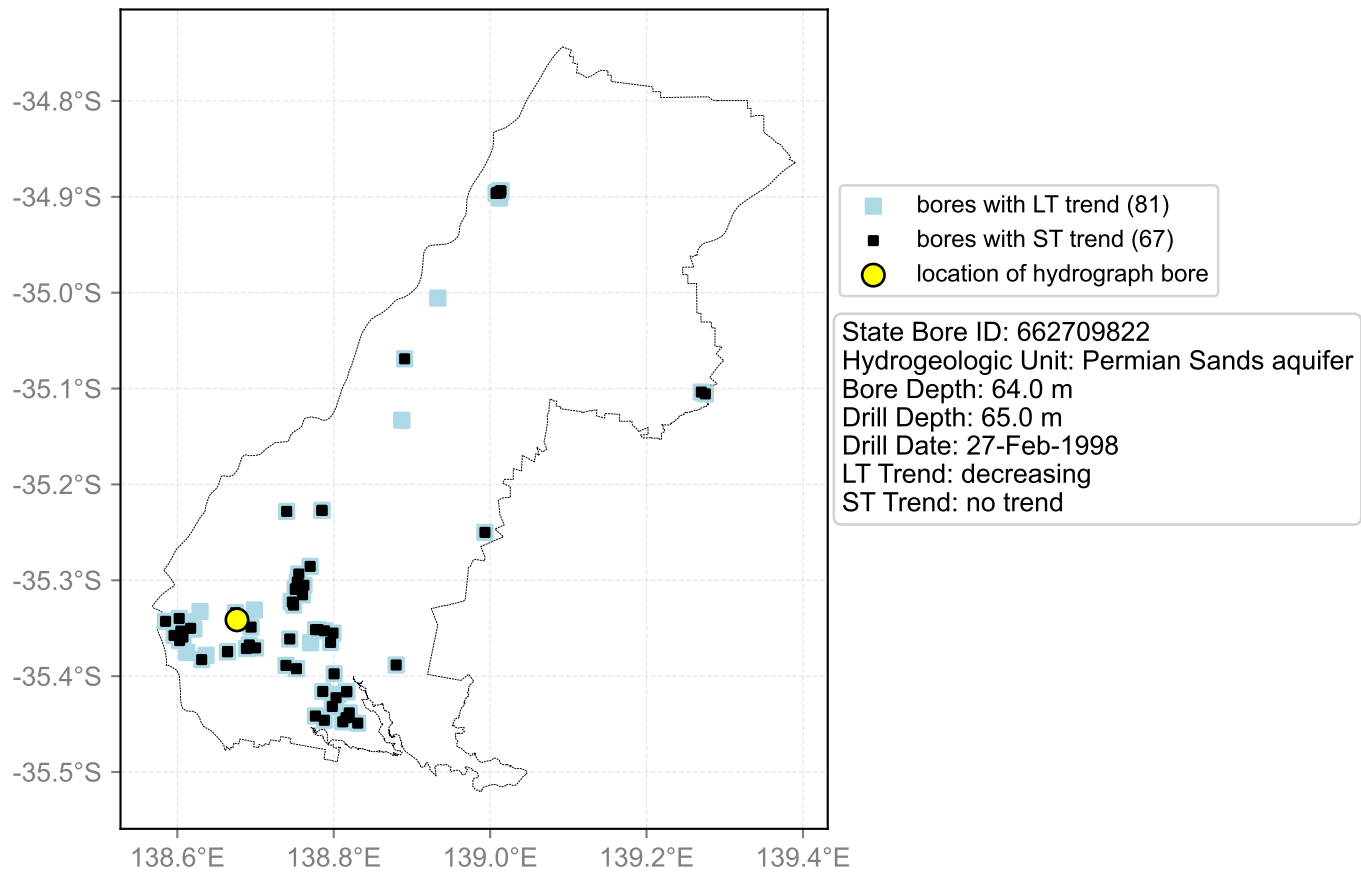 -34.8°S
-34.9°S
-35.0°S
-35.1°S
-35.2°S
-35.3°S
-35.4°S
-35.5°S
138.6°E
138.8°E
139.0°E
139.2°E
139.4°E
bores with LT trend (81)
bores with ST trend (67)
location of hydrograph bore
State Bore ID: 662709822
Hydrogeologic Unit: Permian Sands aquifer
Bore Depth: 64.0 m
Drill Depth: 65.0 m
Drill Date: 27-Feb-1998
LT Trend: decreasing
ST Trend: no trend